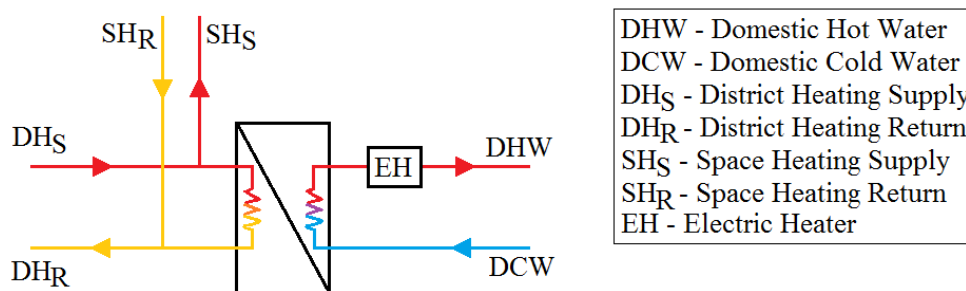 SHR
SHS
DHS
DHR
EH
DHW
DCW
DHW - Domestic Hot Water
DCW - Domestic Cold Water
DHS - District Heating Supply
DHR - District Heating Return
SHS - Space Heating Supply
SHR - Space Heating Return
EH - Electric Heater